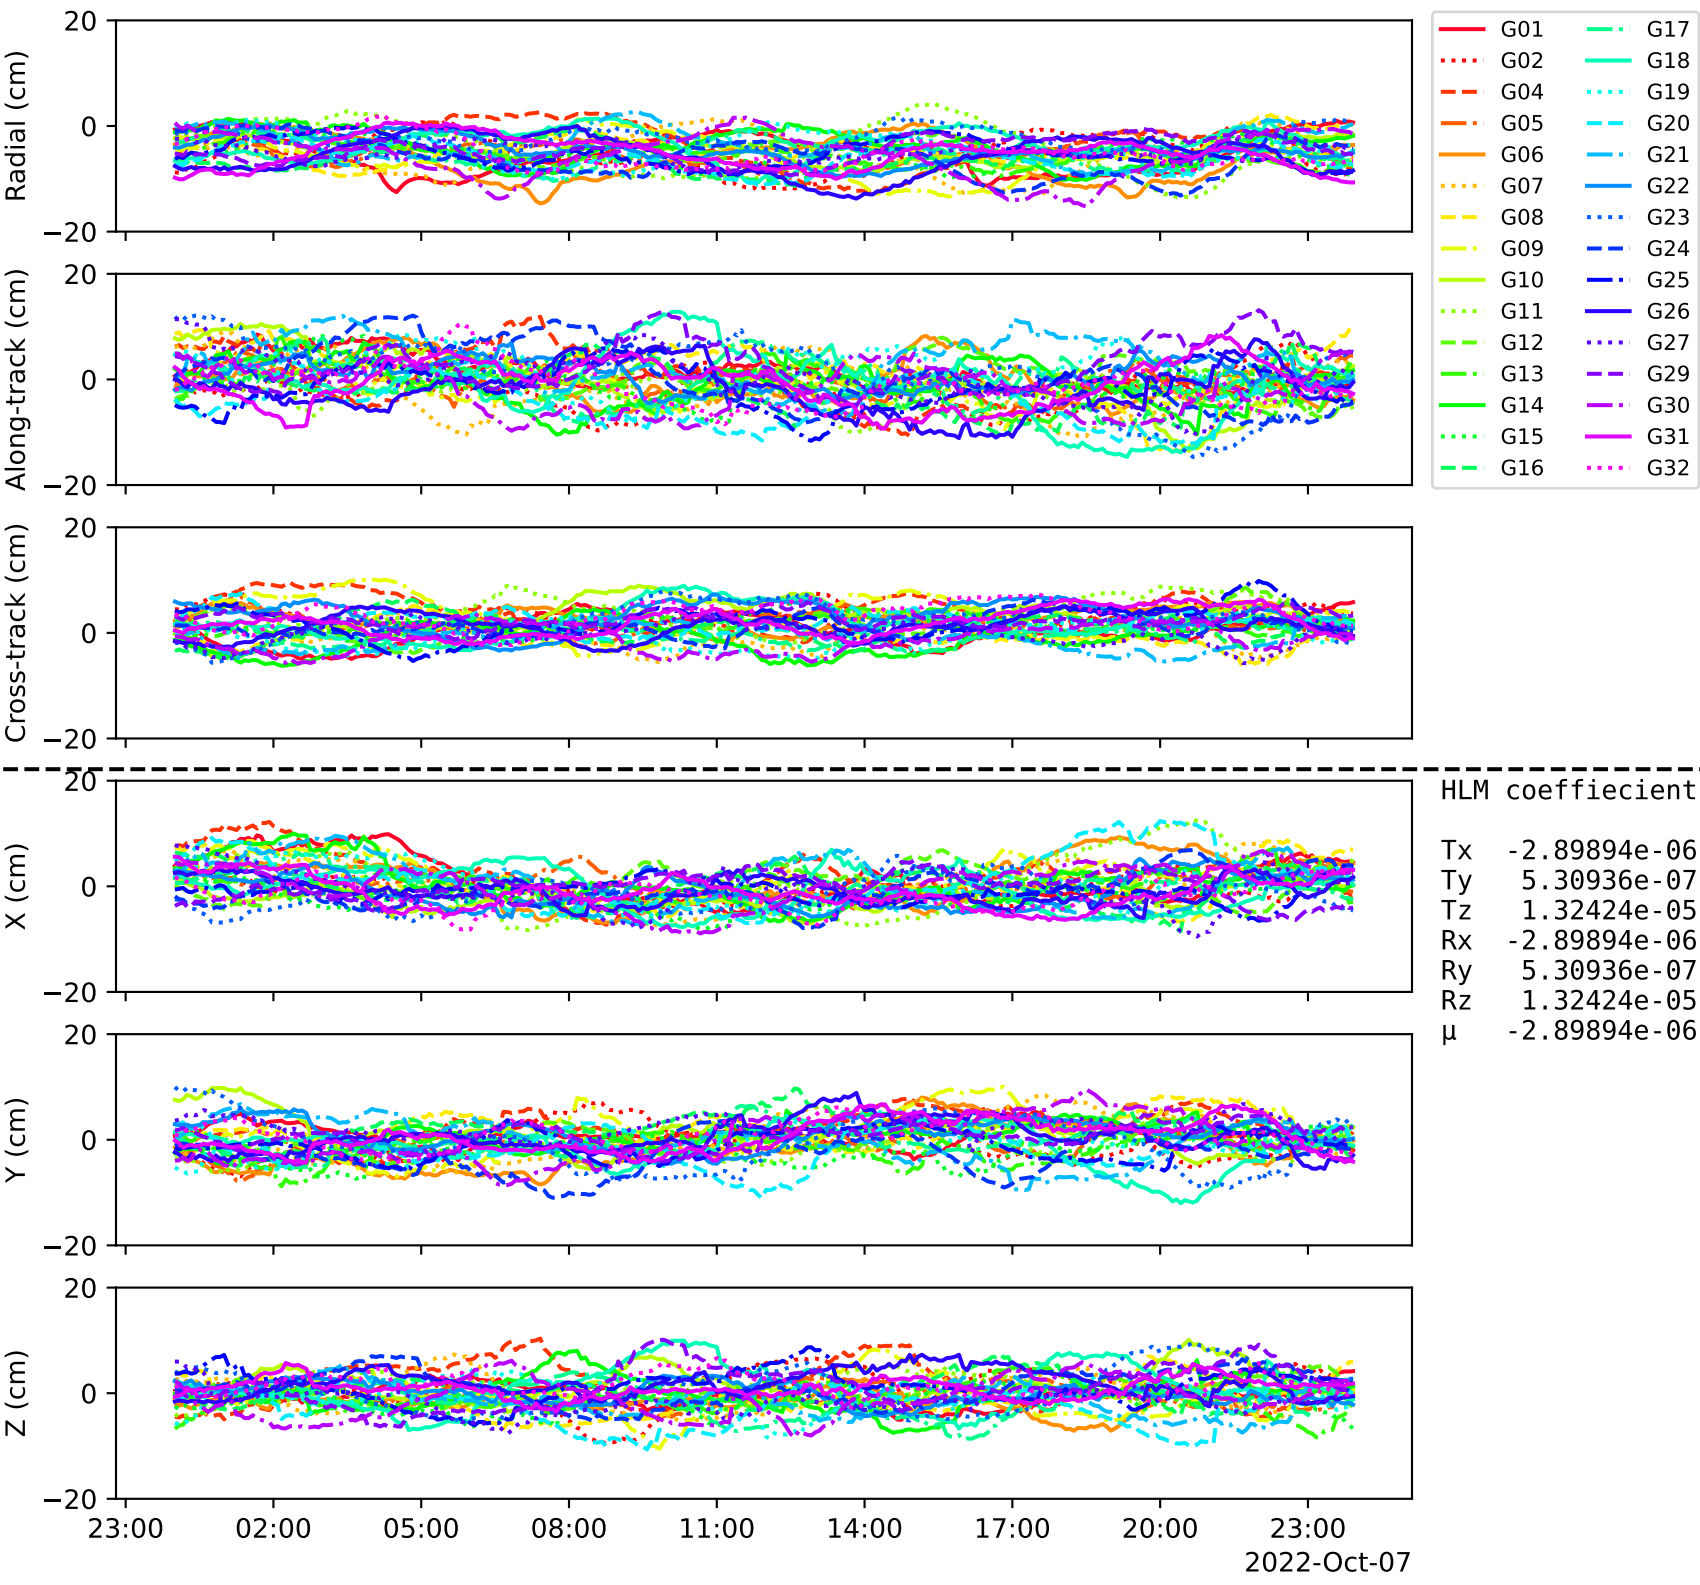 20
0
−20
Radial (cm)
20
0
−20
Along-track (cm)
20
0
−20
Cross-track (cm)
G01 G17
G02 G18
G04 G19
G05 G20
G06 G21
G07 G22
G08 G23
G09 G24
G10 G25
G11 G26
G12 G27
G13 G29
G14 G30
G15 G31
G16 G32
20
0
−20
X (cm)
HLM coeffiecient
Tx -2.89894e-06
Ty 5.30936e-07
Tz 1.32424e-05
Rx -2.89894e-06
Ry 5.30936e-07
Rz 1.32424e-05
μ -2.89894e-06
20
0
−20
Y (cm)
20
0
−20
Z (cm)
23:00 02:00 05:00 08:00 11:00 14:00 17:00 20:00 23:00
2022-Oct-07